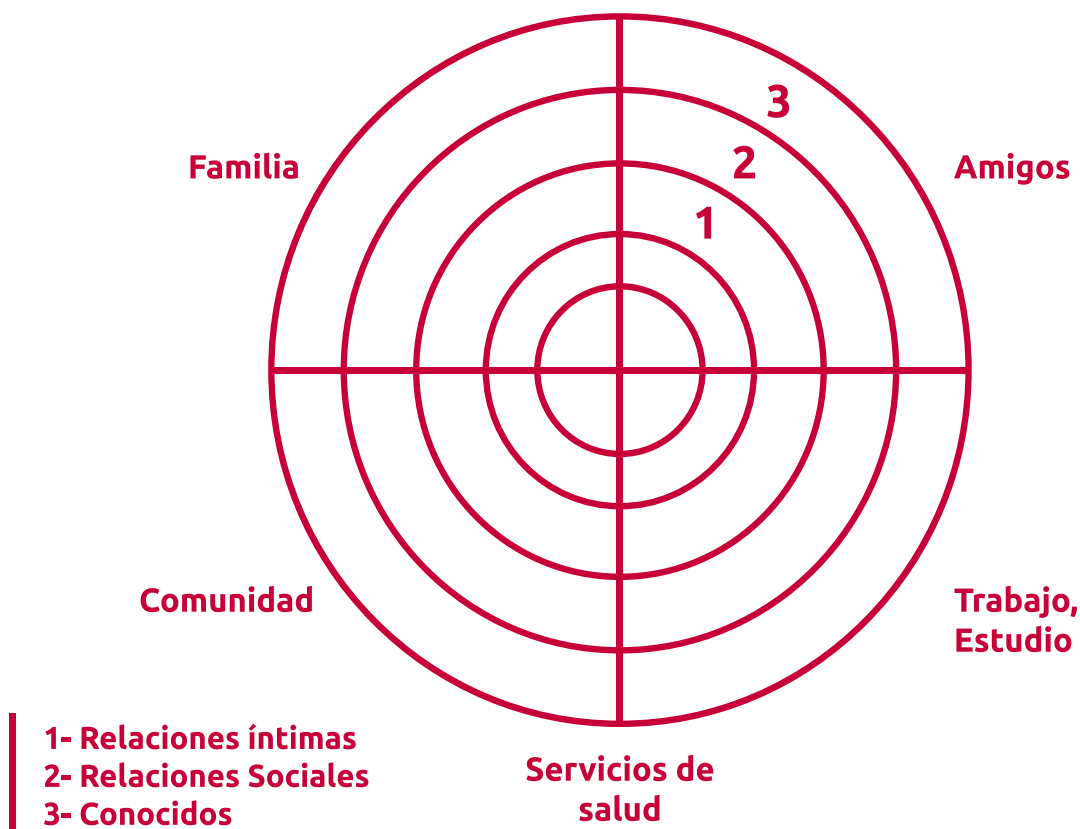 3
2
1
Familia
Amigos
Comunidad
Trabajo,
Estudio
Servicios de
salud
1- Relaciones íntimas
2- Relaciones Sociales
3- Conocidos